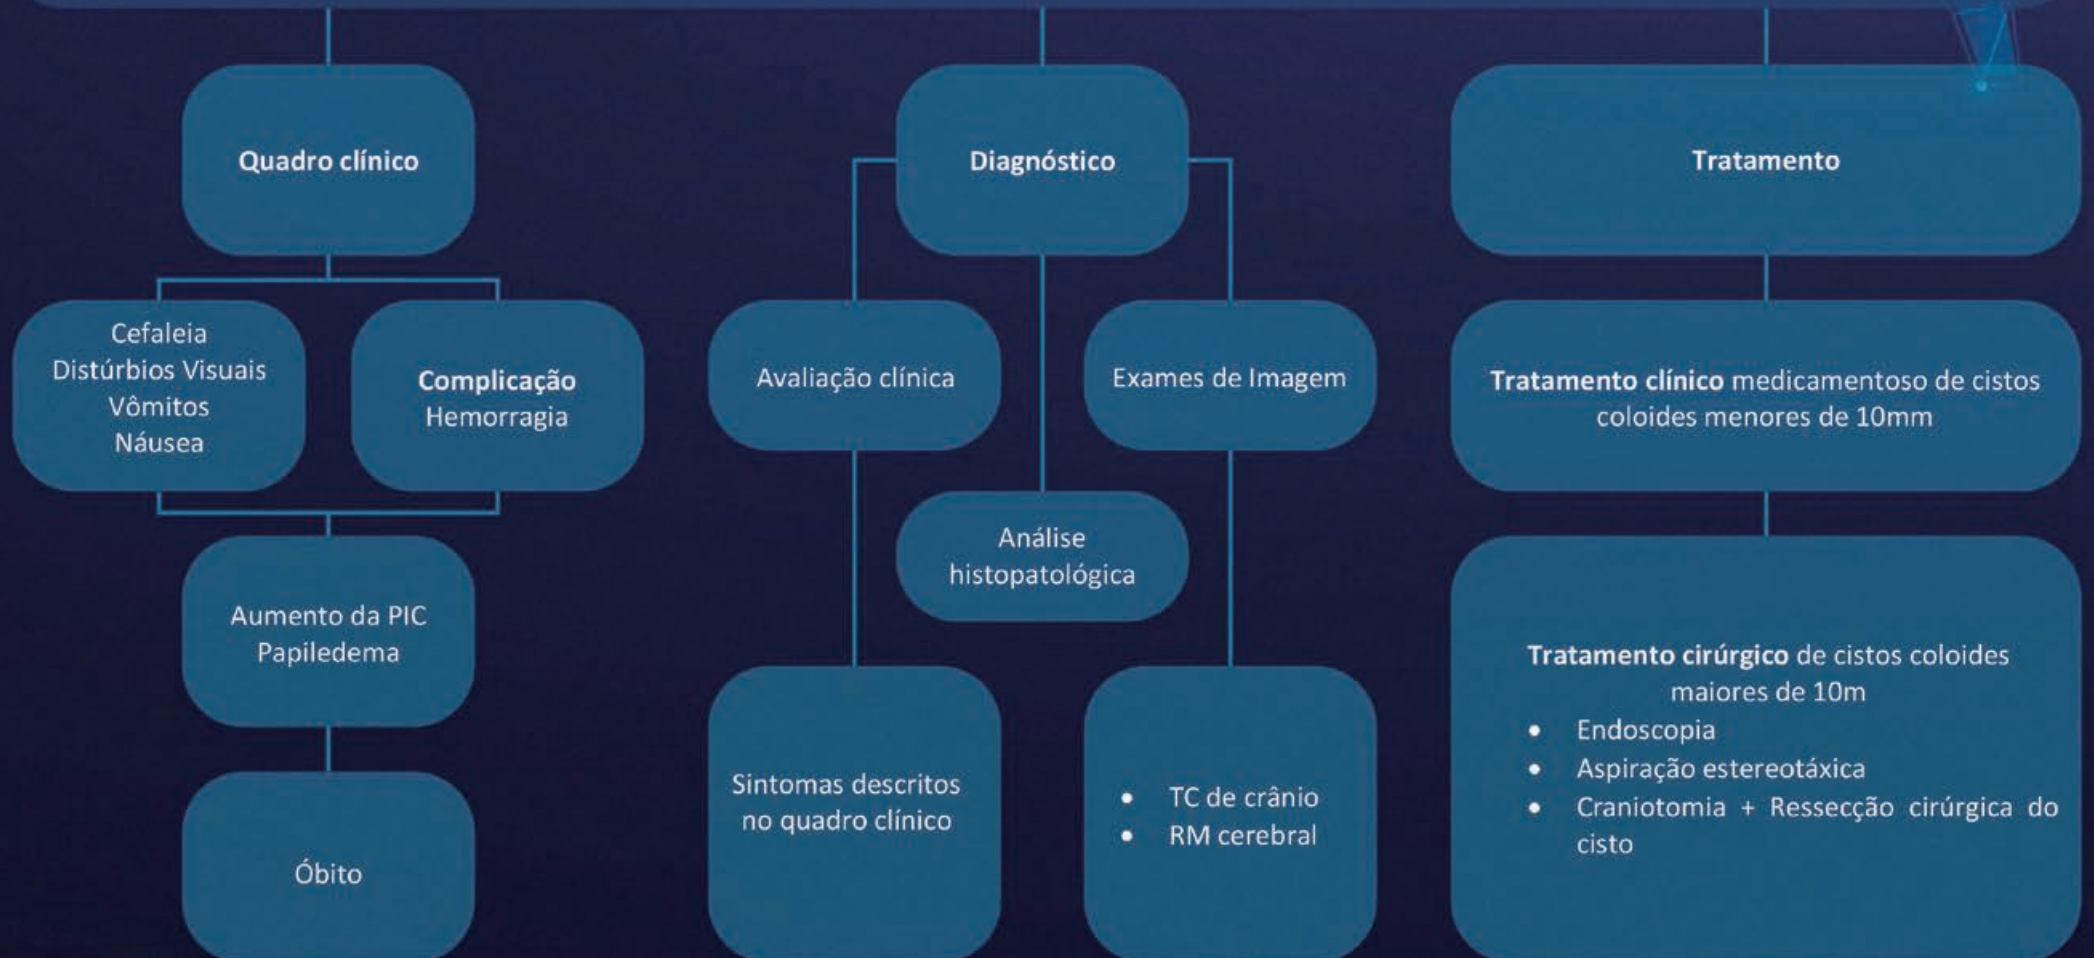 Quadro clínico
Cefaleia
Distúrbios Visuais
Vômitos
Náusea
Complicação
Hemorragia
Aumento da PIC
Papiledema
Óbito
Diagnóstico
Avaliação clínica
Exames de Imagem
Análise
histopatológica
Sintomas descritos
no quadro clínico
• TC de crânio
• RM cerebral
Tratamento
Tratamento clínico medicamentoso de cistos
coloides menores de 10mm
Tratamento cirúrgico de cistos coloides
maiores de 10m
• Endoscopia
• Aspiração estereotáxica
• Craniotomia + Ressecção cirúrgica do
cisto